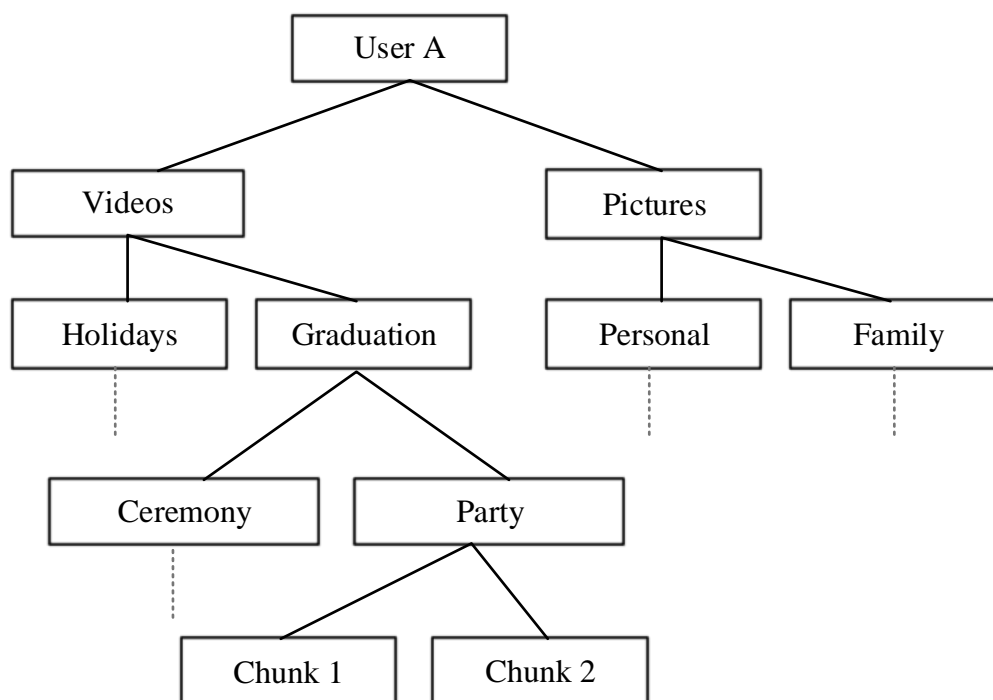 User A
Videos
Pictures
Holidays
Graduation
Personal
Family
Ceremony
Party
Chunk 1
Chunk 2